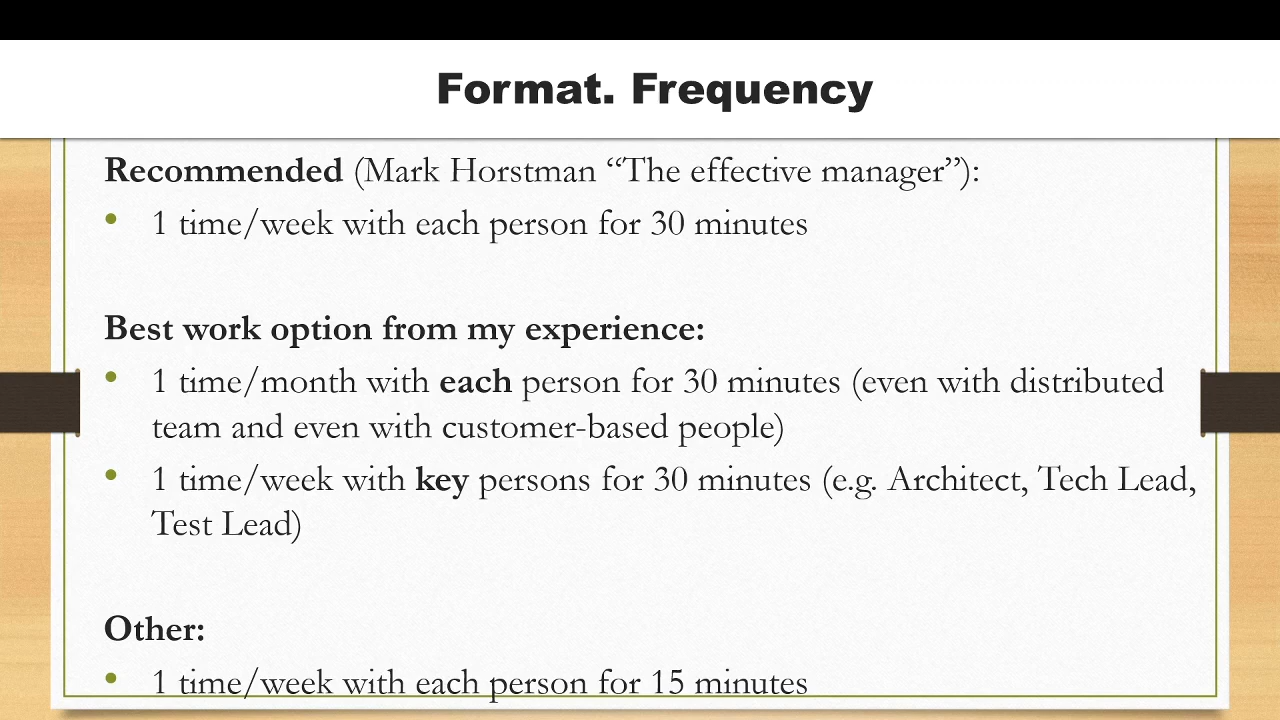 Format. Frequency
Recommended (Mark Horstman “The effective manager”):
• 1 time/week with each person for 30 minutes
Best work option from my experience:
• 1 time/month with each person for 30 minutes (even with distributed
team and even with customer-based people)
• 1 time/week with key persons for 30 minutes (e.g. Architect, Tech Lead,
Test Lead)
Other:
• 1 time/week with each person for 15 minutes